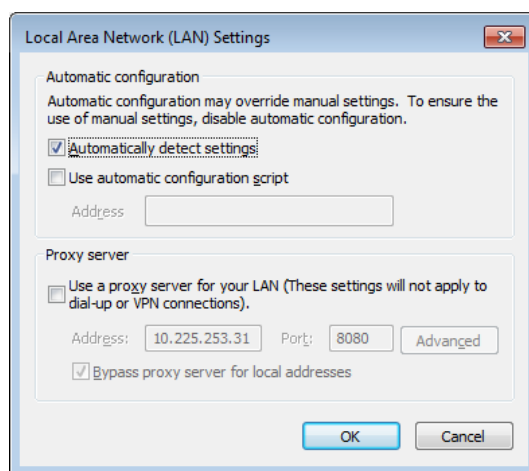 Local Area Network (LAN) Settings
Automatic configuration
Automatic configuration may override manual settings. To ensure the
use of manual settings, disable automatic configuration.
Automatically detect settings
Use automatic configuration script
Address
Proxy server
Use a proxy server for your LAN (These settings will not apply to
dial-up or VPN connections).
Address: 10.225.253.31 Port: 8080 Advanced
Bypass proxy server for local addresses
OK Cancel